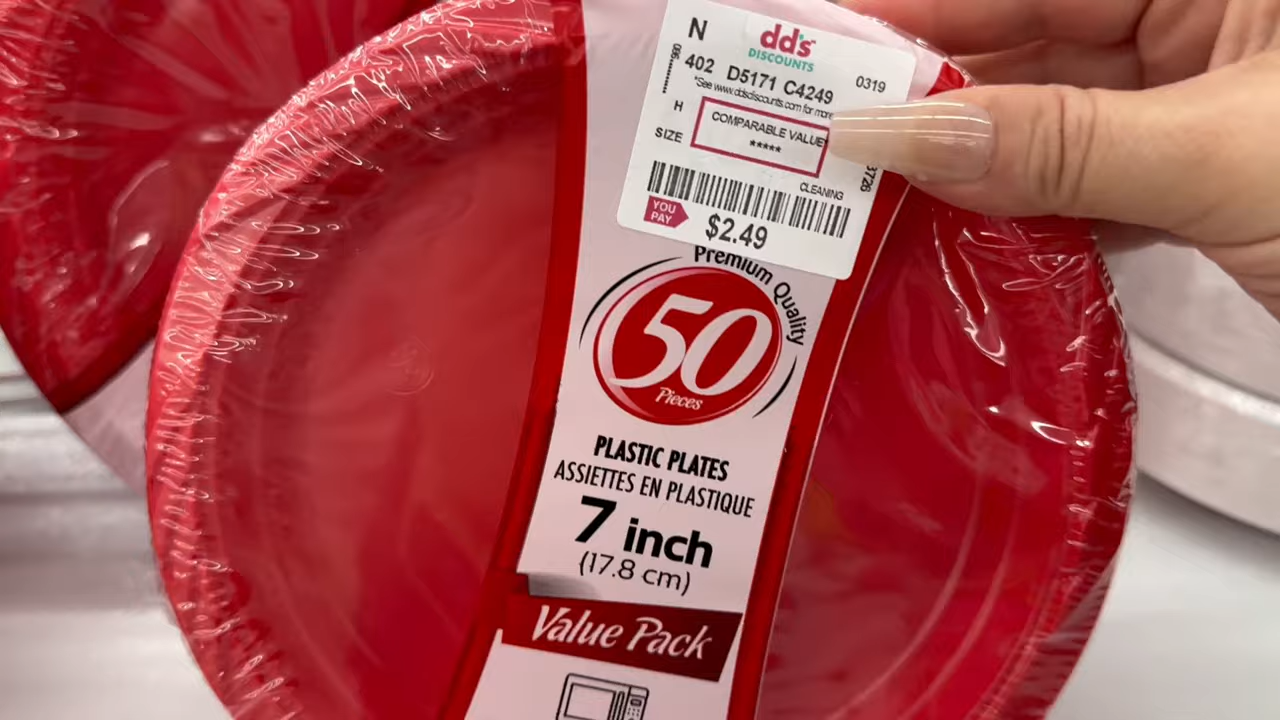 N
dd's
DISCOUNTS
402 D5171 C4249 0319
*See www.ddsdiscounts.com for more
H
COMPARABLE VALUE*
SIZE
*****
CLEANING
YOU
PAY
$2.49
Premium Quality
50
Pieces
PLASTIC PLATES
ASSIETTES EN PLASTIQUE
7 inch
(17.8 cm)
Value Pack